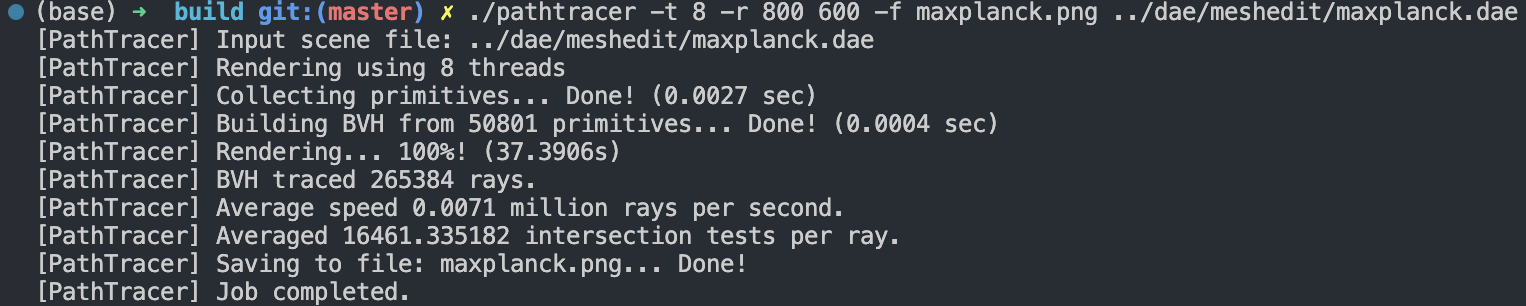 (base) ➜ build git:(master) ✗ ./pathtracer -t 8 -r 800 600 -f maxplanck.png ../dae/meshedit/maxplanck.dae
[PathTracer] Input scene file: ../dae/meshedit/maxplanck.dae
[PathTracer] Rendering using 8 threads
[PathTracer] Collecting primitives... Done! (0.0027 sec)
[PathTracer] Building BVH from 50801 primitives... Done! (0.0004 sec)
[PathTracer] Rendering... 100%! (37.3906s)
[PathTracer] BVH traced 265384 rays.
[PathTracer] Average speed 0.0071 million rays per second.
[PathTracer] Averaged 16461.335182 intersection tests per ray.
[PathTracer] Saving to file: maxplanck.png... Done!
[PathTracer] Job completed.